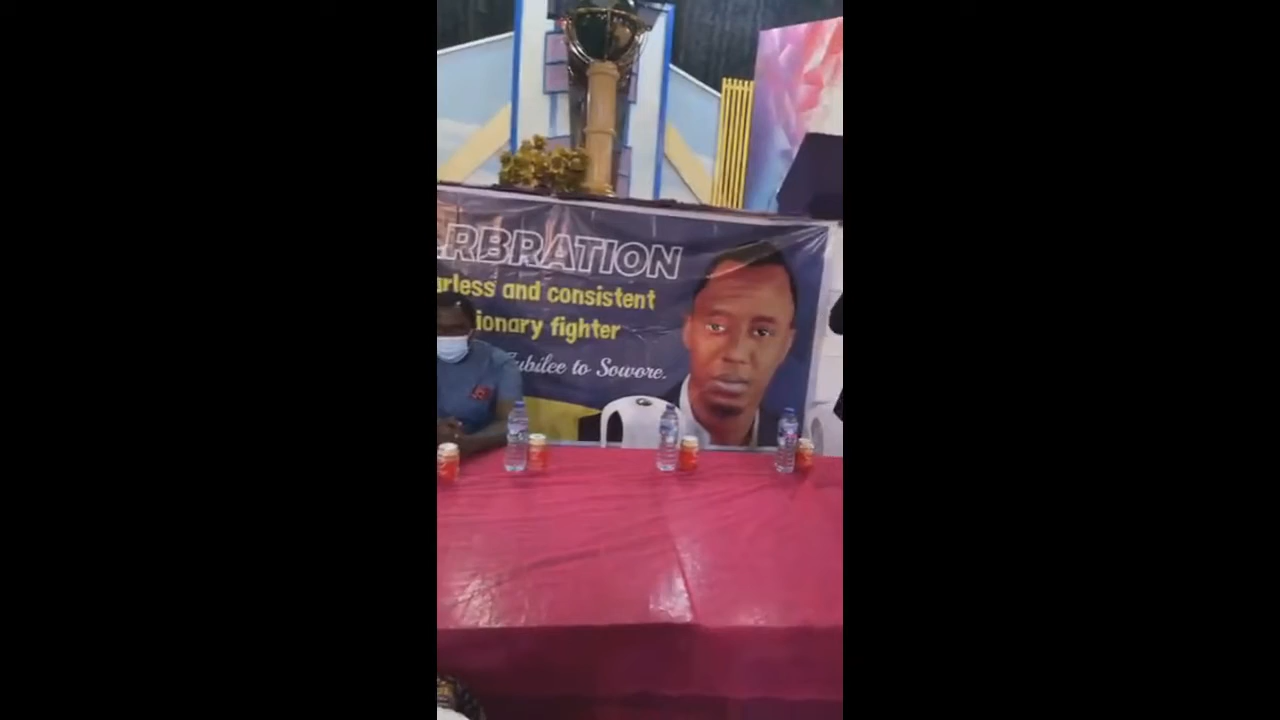 ERBRATION
arless and consistent
ionary fighter
Jubilee to Sowore.